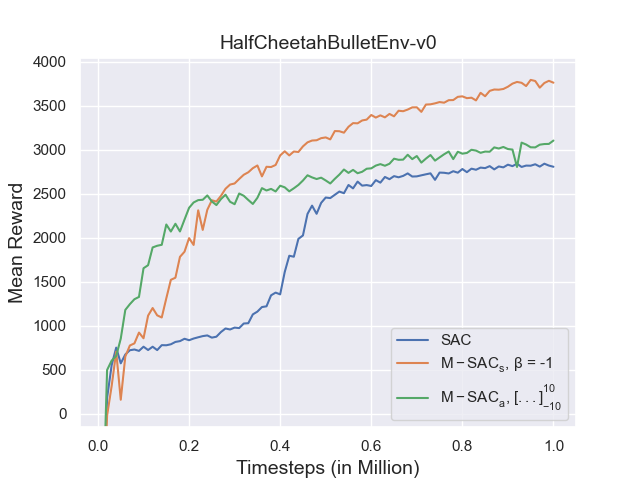 HalfCheetahBulletEnv-v0
4000
3500
3000
2500
2000
1500
1000
500
0
Mean Reward
0.0 0.2 0.4 0.6 0.8 1.0
Timesteps (in Million)
SAC
M−SACₛ, β = -1
M−SACₐ, [...]¹⁰₋₁₀